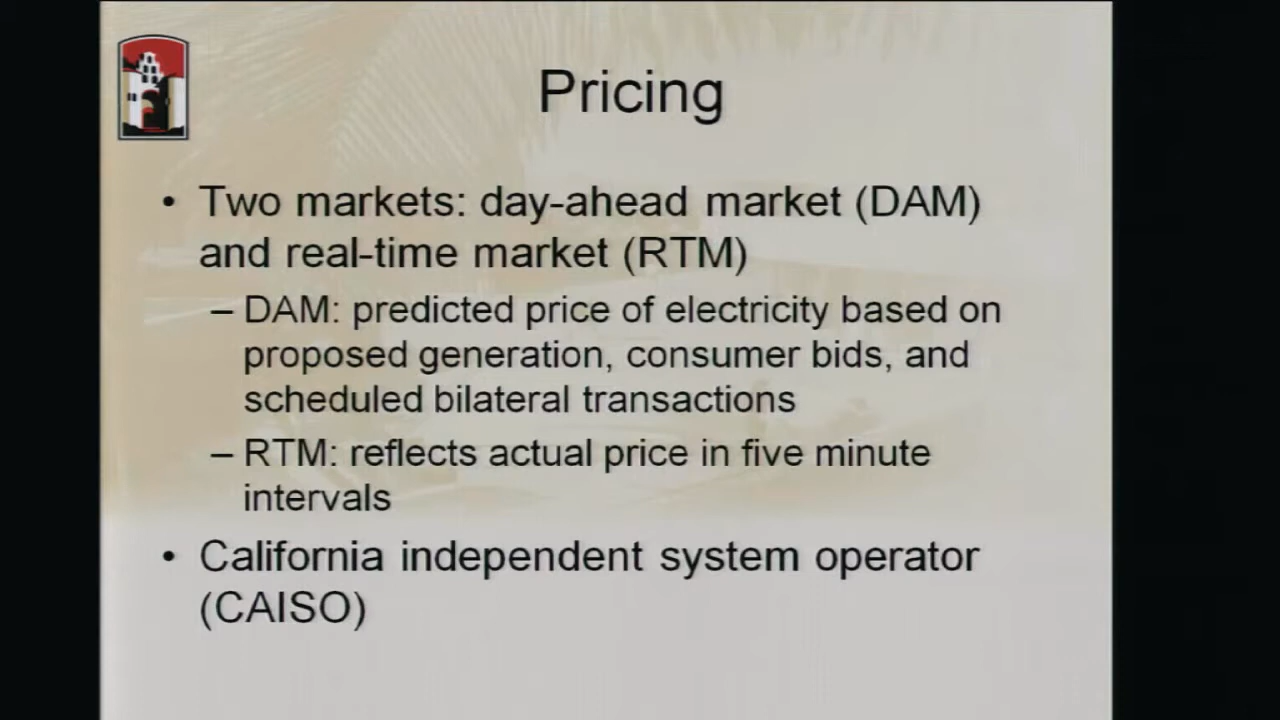 Pricing
• Two markets: day-ahead market (DAM)
and real-time market (RTM)
– DAM: predicted price of electricity based on
proposed generation, consumer bids, and
scheduled bilateral transactions
– RTM: reflects actual price in five minute
intervals
• California independent system operator
(CAISO)